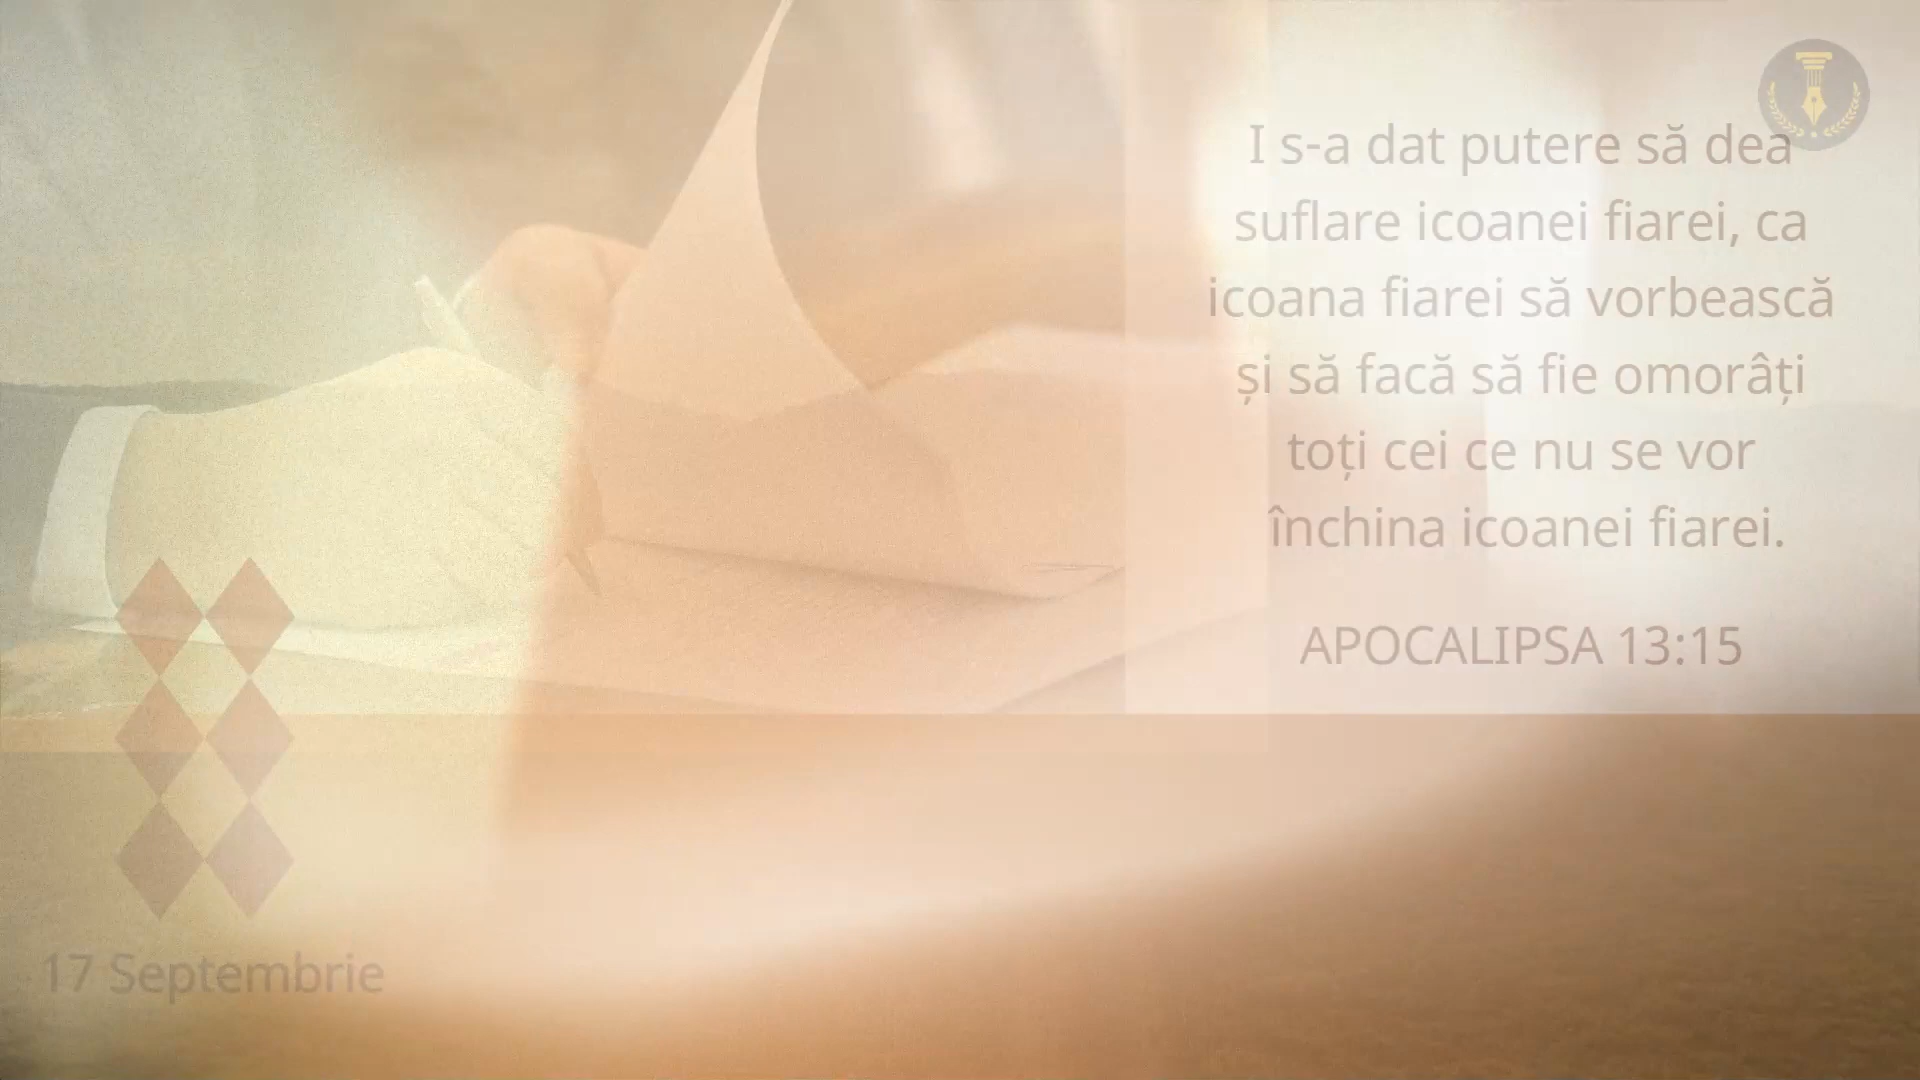 I s-a dat putere să dea
suflare icoanei fiarei, ca
icoana fiarei să vorbească
și să facă să fie omorâți
toți cei ce nu se vor
închina icoanei fiarei.
APOCALIPSA 13:15
17 Septembrie